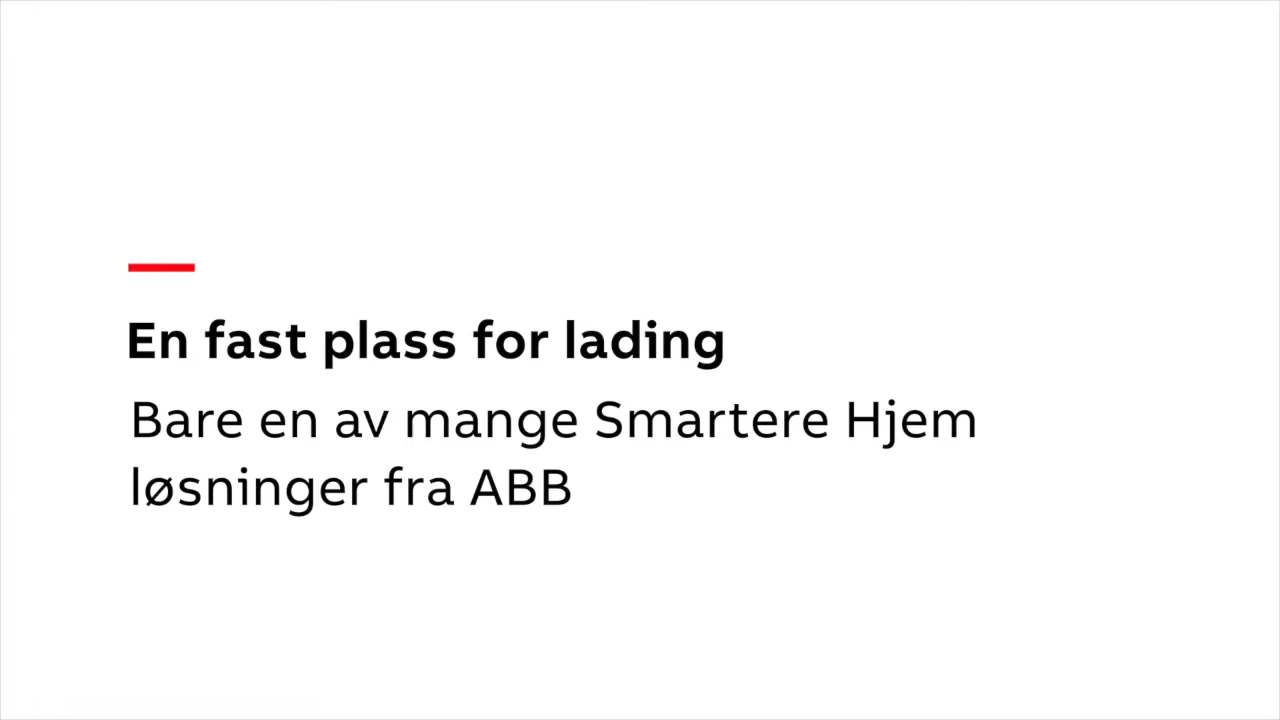 En fast plass for lading
Bare en av mange Smartere Hjem
løsninger fra ABB